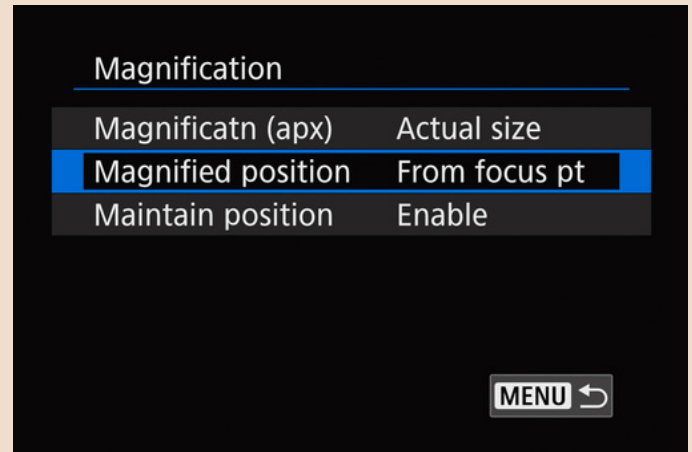 Magnification
Magnificatn (apx) Actual size
Magnified position From focus pt
Maintain position Enable
MENU